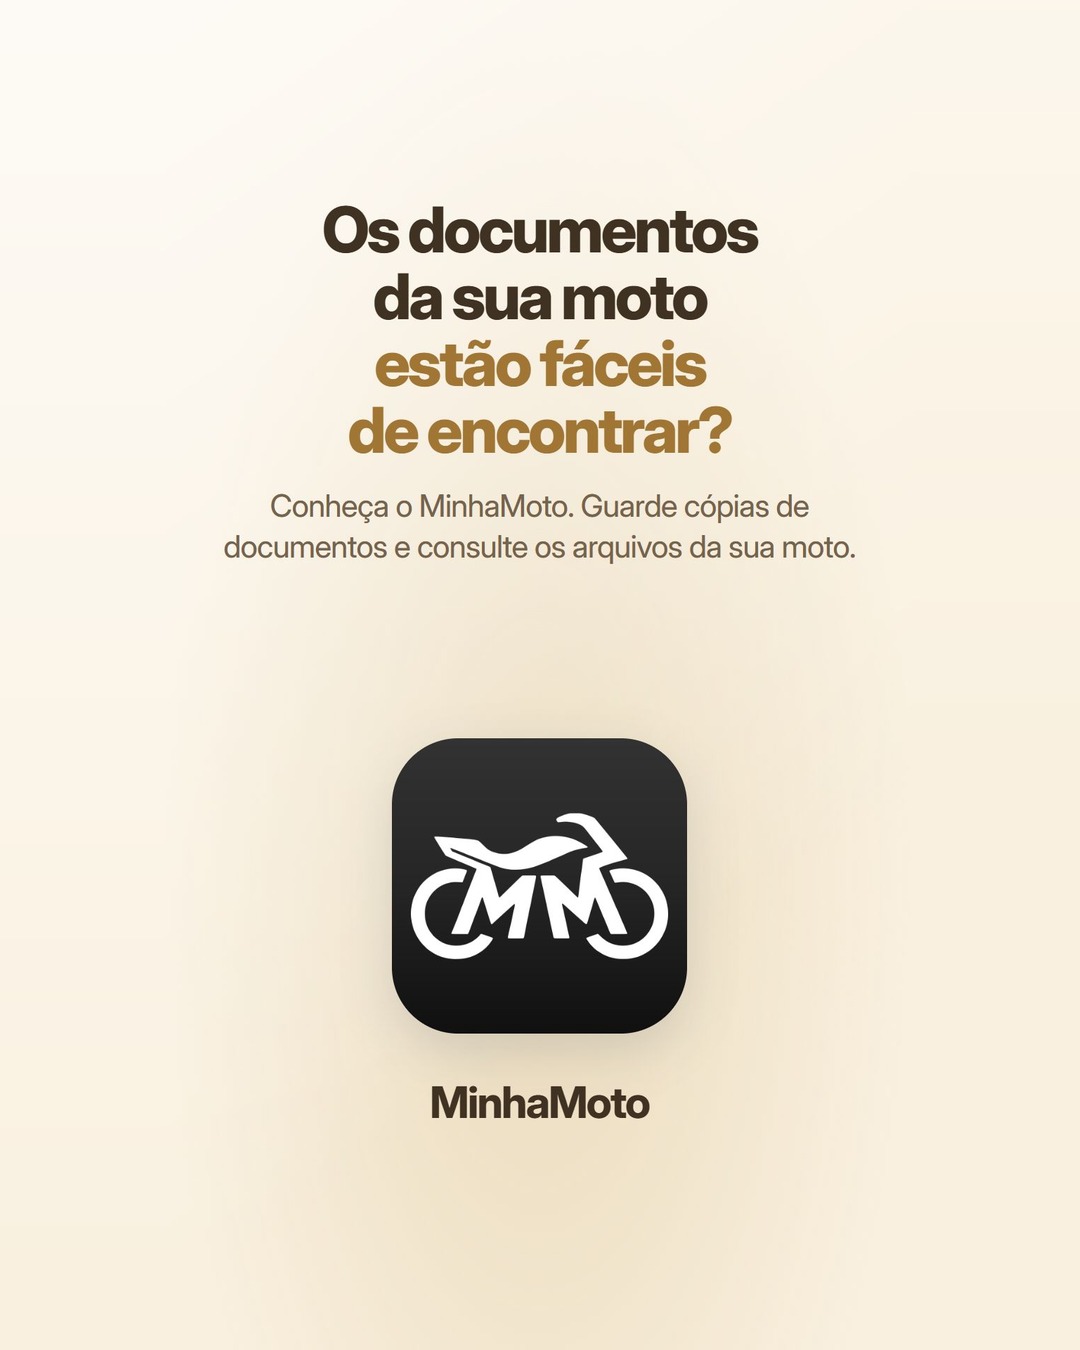 Os documentos
da sua moto
estão fáceis
de encontrar?
Conheça o MinhaMoto. Guarde cópias de
documentos e consulte os arquivos da sua moto.
MM
MinhaMoto